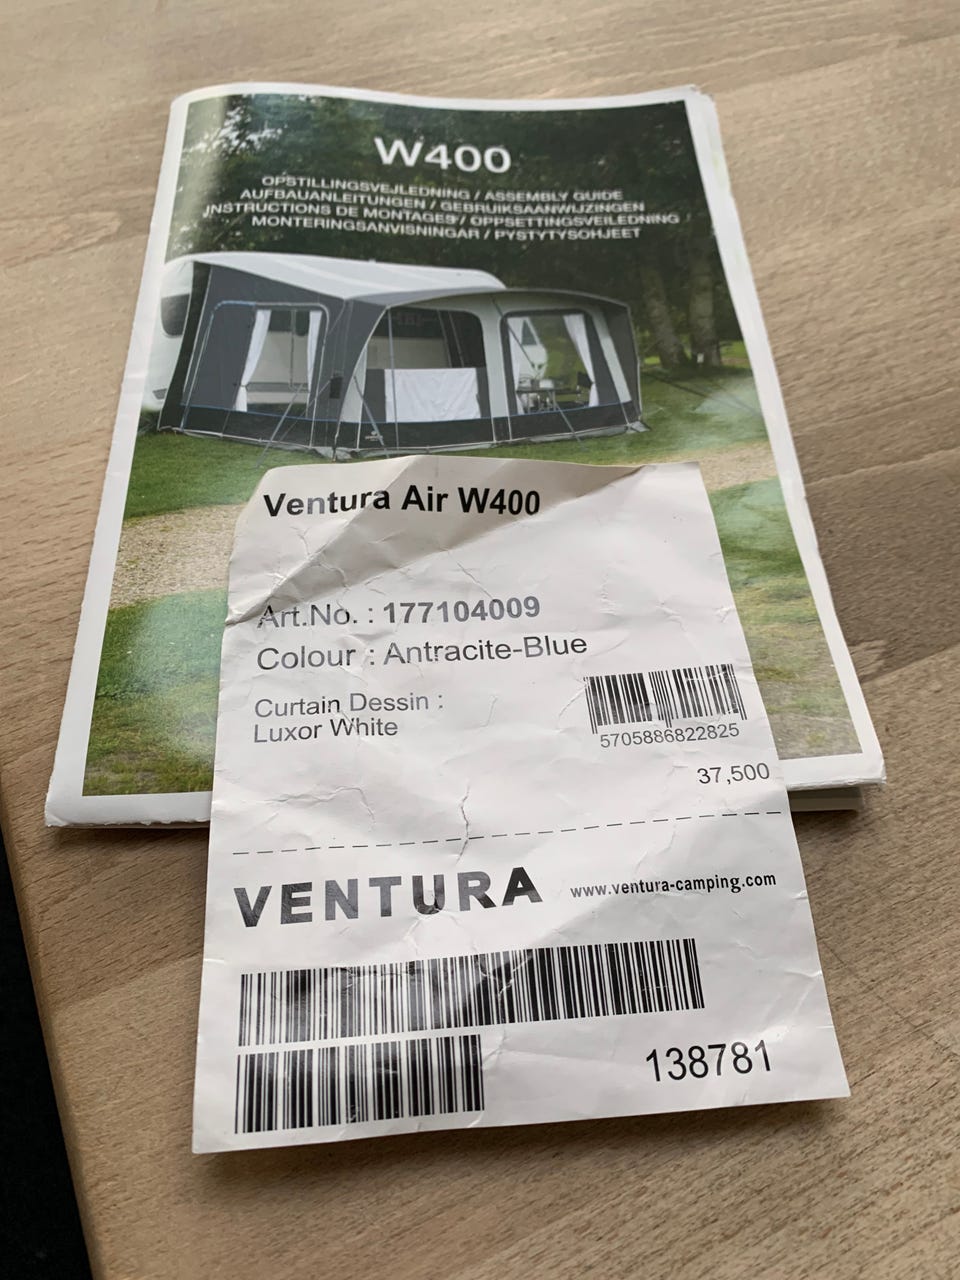 W400
OPSTILLINGSVEJLEDNING / ASSEMBLY GUIDE
AUFBAUANLEITUNGEN / GEBRUIKSAANWIJZINGEN
INSTRUCTIONS DE MONTAGES / OPPSETTINGSVEILEDNING /
MONTERINGSANVISNINGAR / PYSTYTYSOHJEET
Ventura Air W400
Art.No. : 177104009
Colour : Antracite-Blue
Curtain Dessin :
Luxor White
5705886822825
37,500
VENTURA www.ventura-camping.com
138781